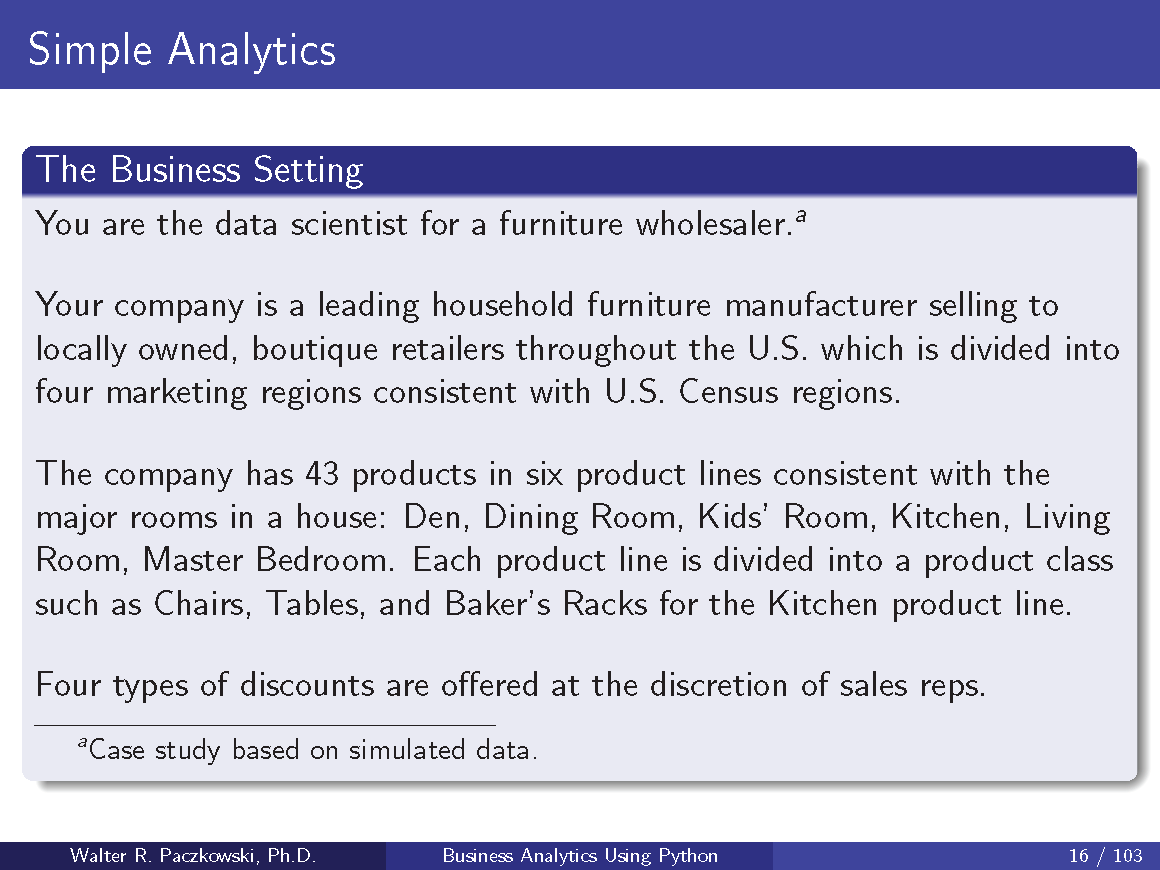 Simple Analytics
The Business Setting
You are the data scientist for a furniture wholesaler.a
Your company is a leading household furniture manufacturer selling to
locally owned, boutique retailers throughout the U.S. which is divided into
four marketing regions consistent with U.S. Census regions.
The company has 43 products in six product lines consistent with the
major rooms in a house: Den, Dining Room, Kids' Room, Kitchen, Living
Room, Master Bedroom. Each product line is divided into a product class
such as Chairs, Tables, and Baker's Racks for the Kitchen product line.
Four types of discounts are offered at the discretion of sales reps.
aCase study based on simulated data.
Walter R. Paczkowski, Ph.D. Business Analytics Using Python 16 / 103